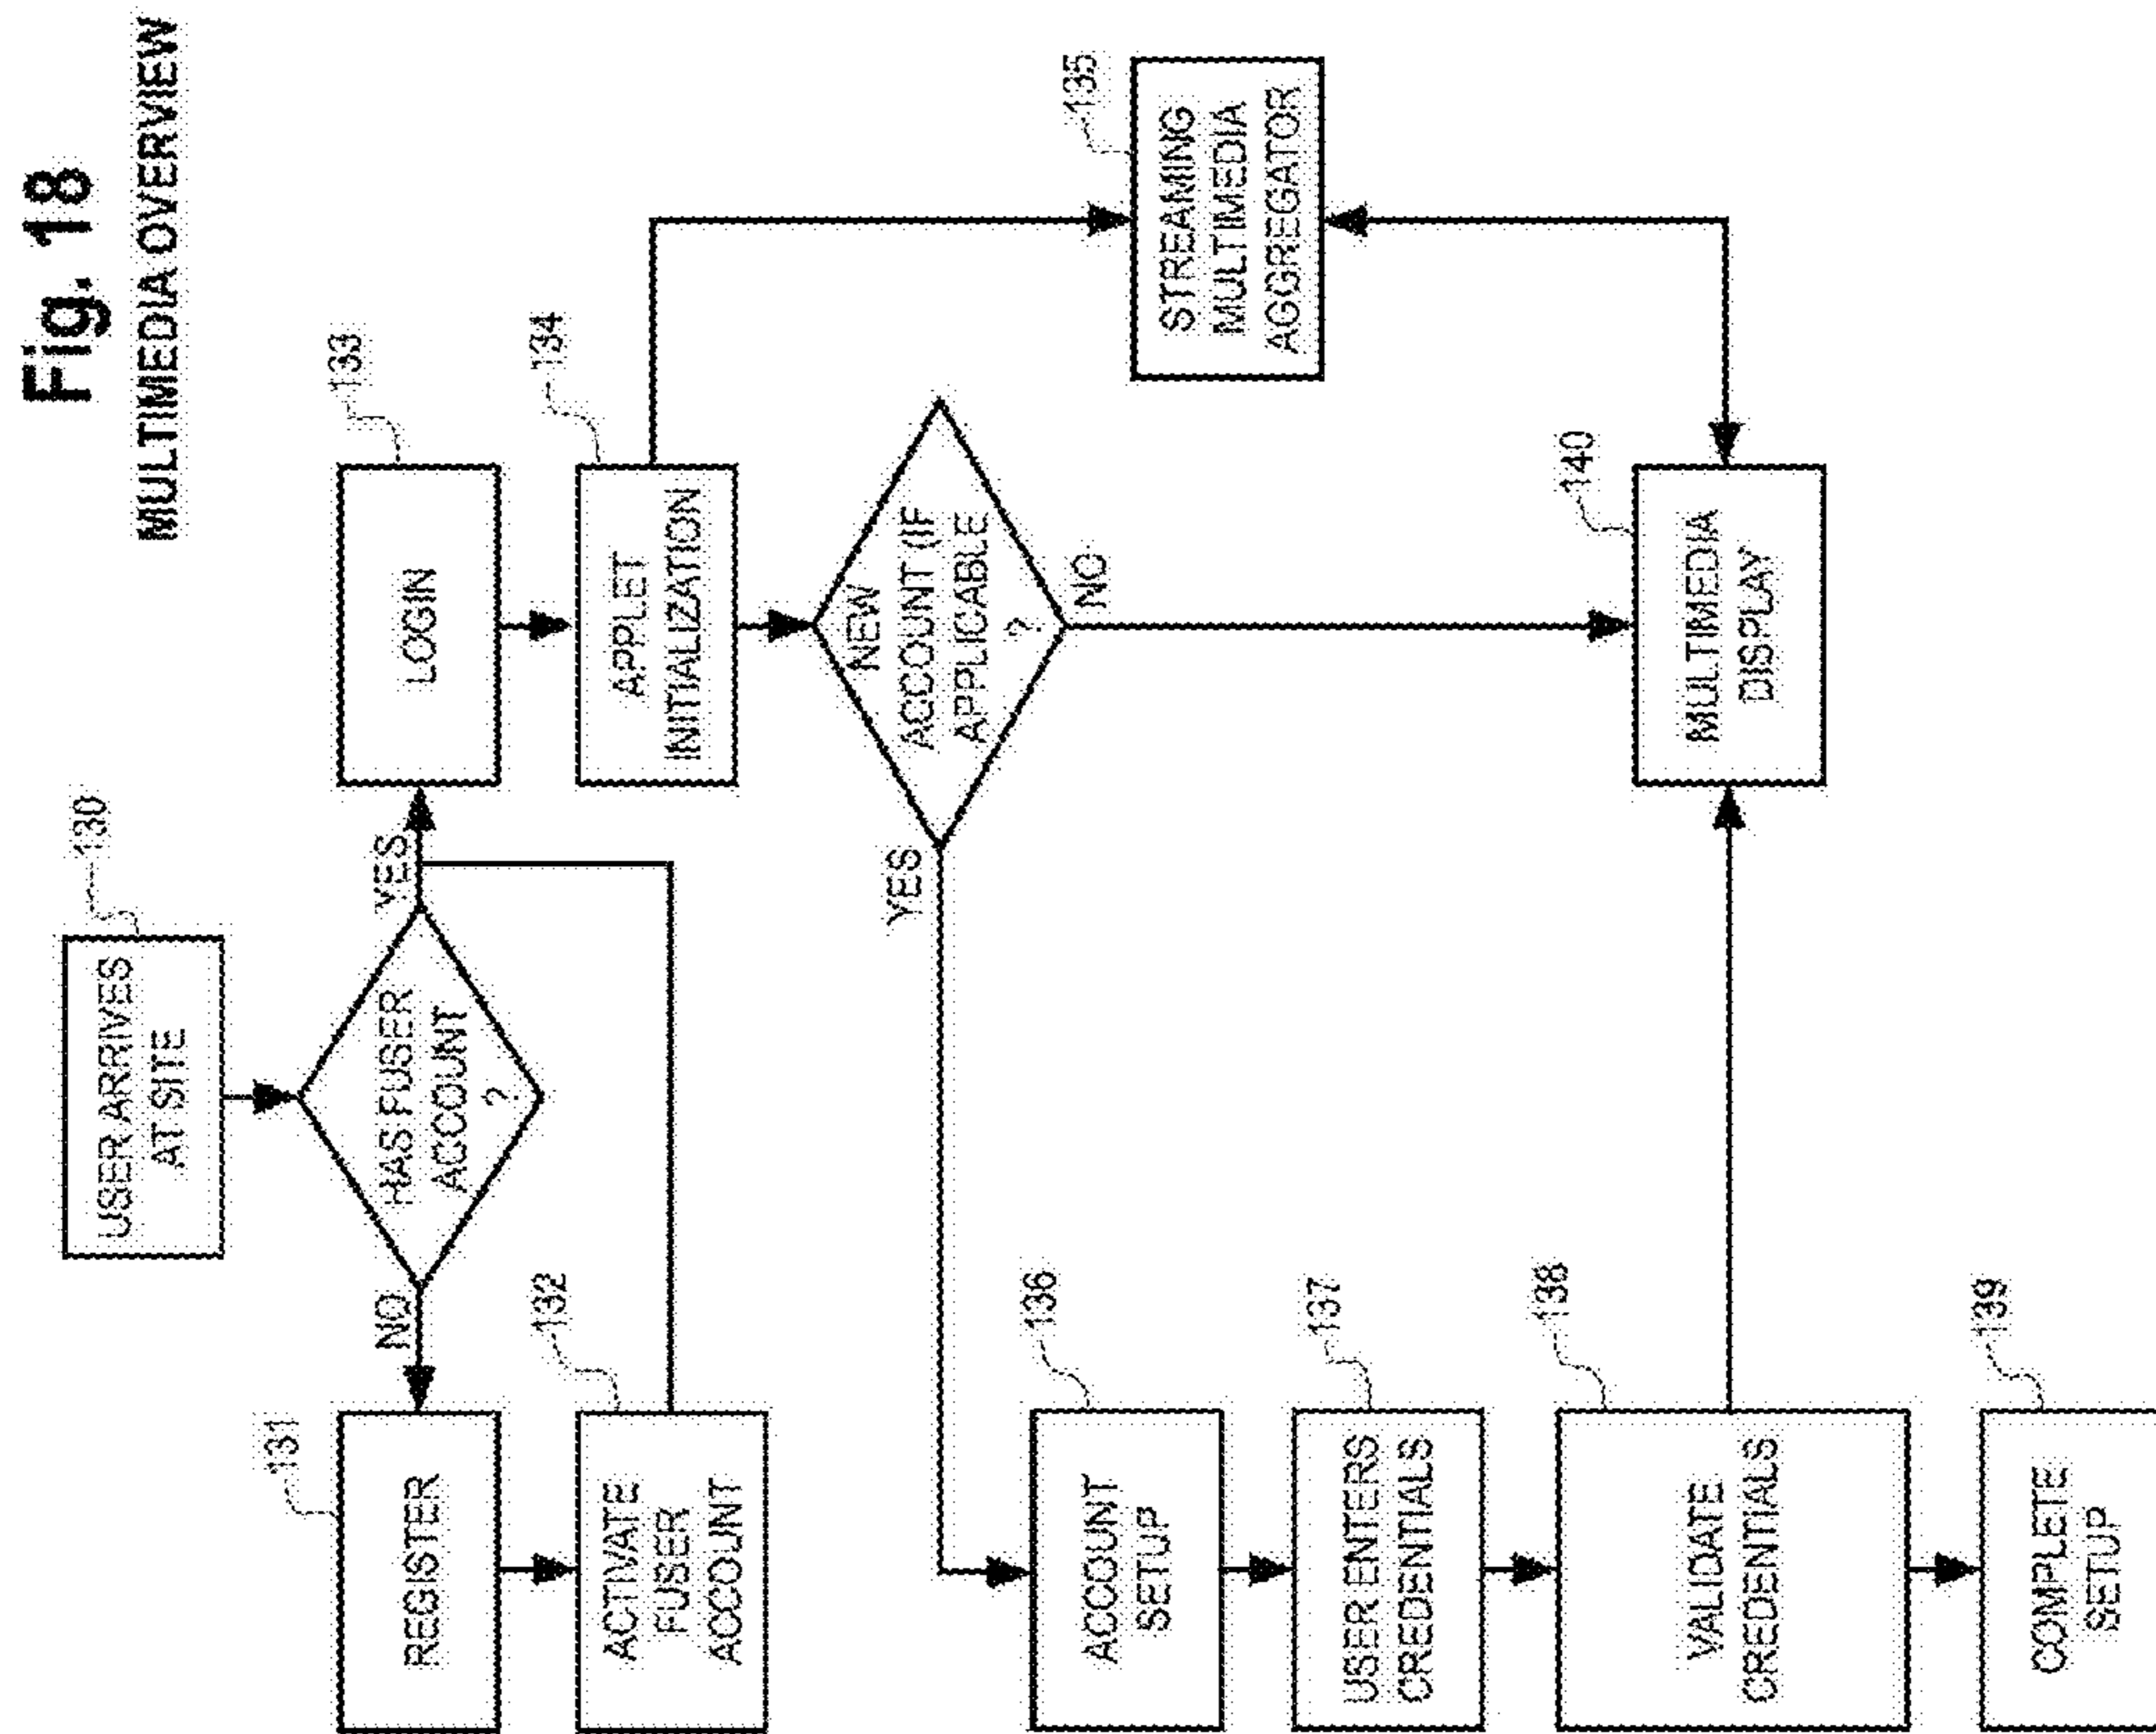 Fig. 18
MULTIMEDIA OVERVIEW
130
USER ARRIVES
AT SITE
HAS FUSER
ACCOUNT
?
NO
YES
131
REGISTER
132
ACTIVATE
FUSER
ACCOUNT
133
LOGIN
134
APPLET
INITIALIZATION
NEW
ACCOUNT (IF
APPLICABLE
?
YES
NO
135
STREAMING
MULTIMEDIA
AGGREGATOR
136
ACCOUNT
SETUP
137
USER ENTERS
CREDENTIALS
138
VALIDATE
CREDENTIALS
139
COMPLETE
SETUP
140
MULTIMEDIA
DISPLAY